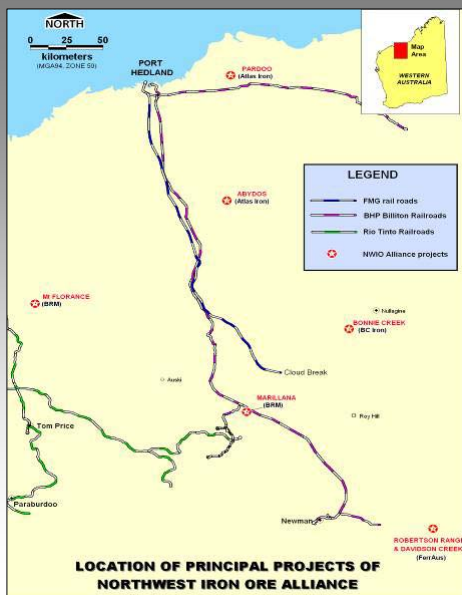 NORTH
0 25 50
kilometers
(MGA94, ZONE 50)
PORT
HEDLAND
PARDOO
(Atlas Iron)
Map
Area
WESTERN
AUSTRALIA
LEGEND
FMG rail roads
BHP Billiton Railroads
Rio Tinto Railroads
NWIO Alliance projects
ABYDOS
(Atlas Iron)
Mt FLORANCE
(BRM)
Nullagine
BONNIE CREEK
(BC Iron)
Cloud Break
Auski
MARILLANA
(BRM)
Roy Hill
Tom Price
Paraburdoo
Newman
ROBERTSON RANGE
& DAVIDSON CREEK
(FerrAus)
LOCATION OF PRINCIPAL PROJECTS OF
NORTHWEST IRON ORE ALLIANCE